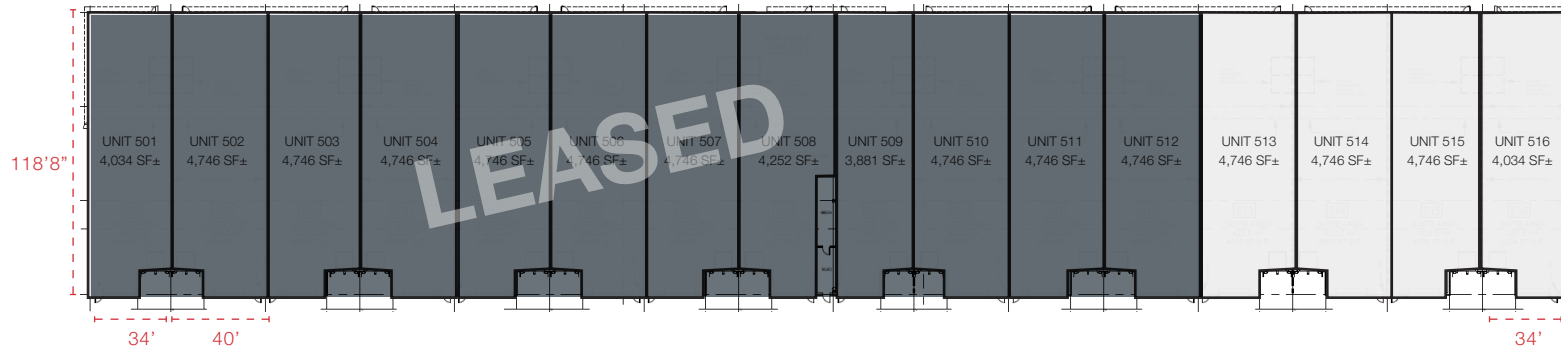 UNIT 501
4,034 SF±
UNIT 502
4,746 SF±
UNIT 503
4,746 SF±
UNIT 504
4,746 SF±
UNIT 505
4,746 SF±
UNIT 506
4,746 SF±
UNIT 507
4,746 SF±
UNIT 508
4,252 SF±
UNIT 509
3,881 SF±
UNIT 510
4,746 SF±
UNIT 511
4,746 SF±
UNIT 512
4,746 SF±
UNIT 513
4,746 SF±
UNIT 514
4,746 SF±
UNIT 515
4,746 SF±
UNIT 516
4,034 SF±
LEASED
118’8”
34’
40’
34’